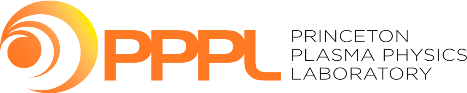 PPPL
PRINCETON
PLASMA PHYSICS
LABORATORY